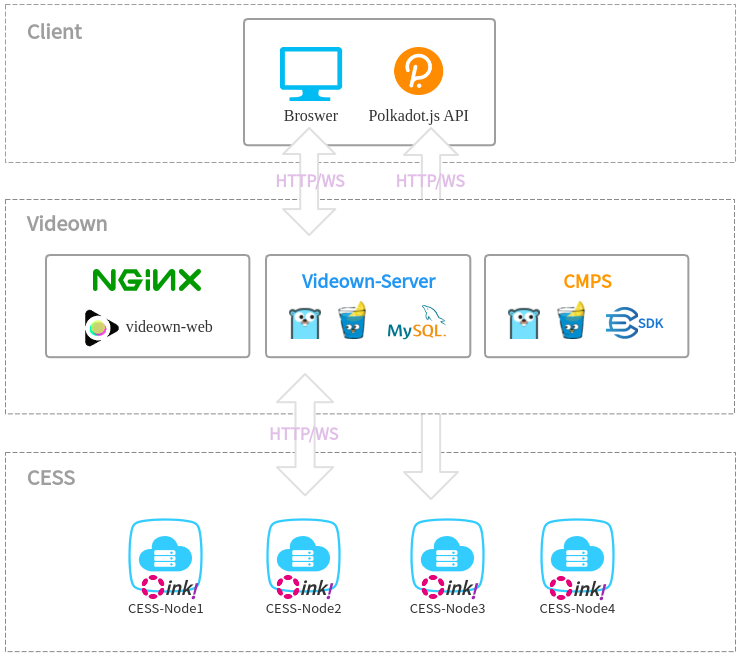 Client
Broswer
Polkadot.js API
HTTP/WS
HTTP/WS
Videown
NGINX
videown-web
Videown-Server
MySQL
CMPS
SDK
HTTP/WS
CESS
ink!
ink!
ink!
ink!
CESS-Node1
CESS-Node2
CESS-Node3
CESS-Node4